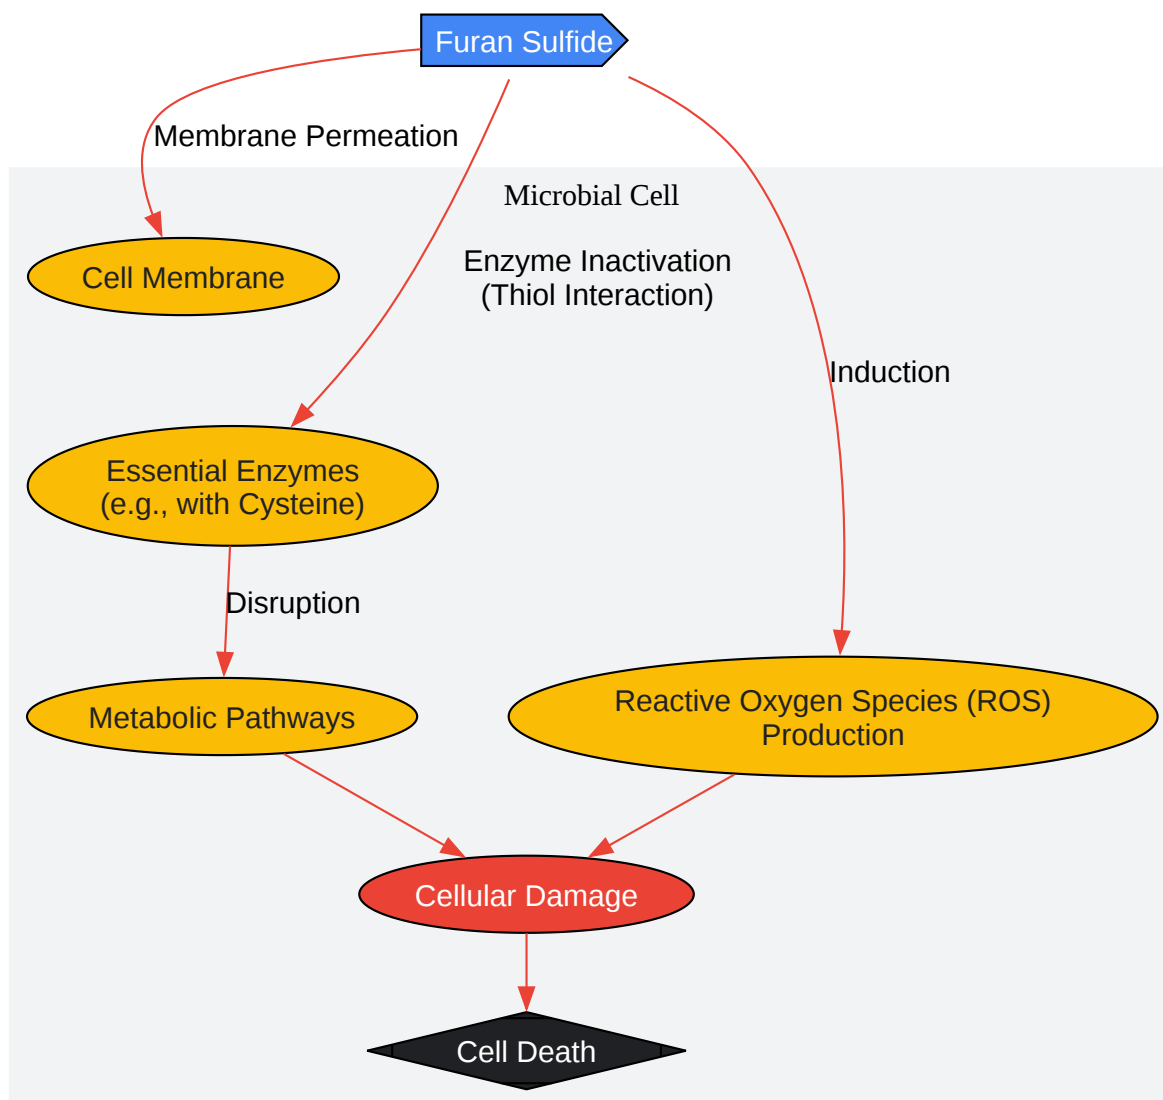 Furan Sulfide
Membrane Permeation
Microbial Cell
Enzyme Inactivation
(Thiol Interaction)
Cell Membrane
Induction
Essential Enzymes
(e.g., with Cysteine)
Disruption
Metabolic Pathways
Reactive Oxygen Species (ROS)
Production
Cellular Damage
Cell Death